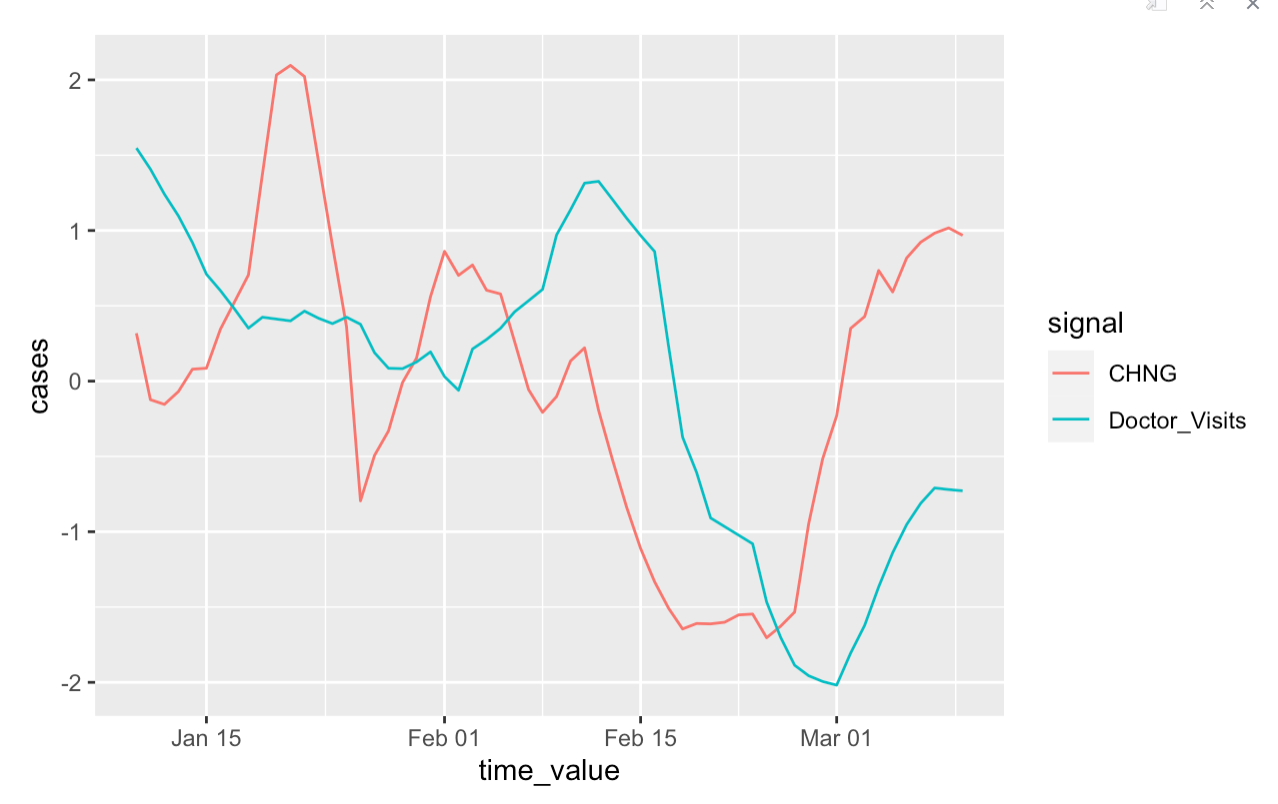 2
1
0
-1
-2
cases
Jan 15
Feb 01
Feb 15
Mar 01
time_value
signal
CHNG
Doctor_Visits